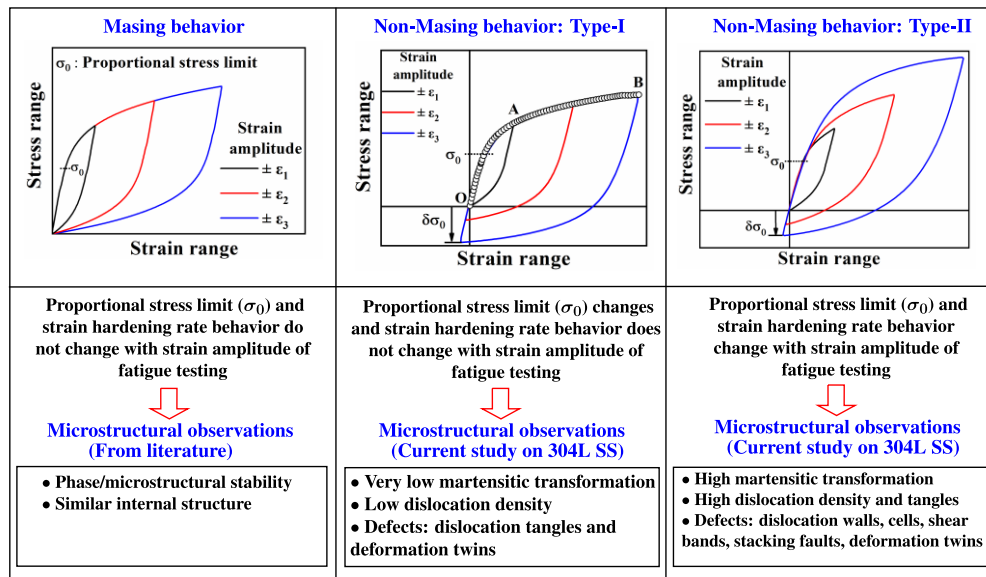 Masing behavior
σ₀ : Proportional stress limit
Stress range
σ₀
Strain
amplitude
± ε₁
± ε₂
± ε₃
Strain range
Proportional stress limit (σ₀) and
strain hardening rate behavior do
not change with strain amplitude of
fatigue testing
Microstructural observations
(From literature)
● Phase/microstructural stability
● Similar internal structure
Non-Masing behavior: Type-I
Strain
amplitude
± ε₁
± ε₂
± ε₃
A
B
σ₀
O
δσ₀
Stress range
Strain range
Proportional stress limit (σ₀) changes
and strain hardening rate behavior does
not change with strain amplitude of
fatigue testing
Microstructural observations
(Current study on 304L SS)
● Very low martensitic transformation
● Low dislocation density
● Defects: dislocation tangles and
deformation twins
Non-Masing behavior: Type-II
Strain
amplitude
± ε₁
± ε₂
± ε₃
σ₀
δσ₀
Stress range
Strain range
Proportional stress limit (σ₀) and
strain hardening rate behavior
change with strain amplitude of
fatigue testing
Microstructural observations
(Current study on 304L SS)
● High martensitic transformation
● High dislocation density and tangles
● Defects: dislocation walls, cells, shear
bands, stacking faults, deformation twins